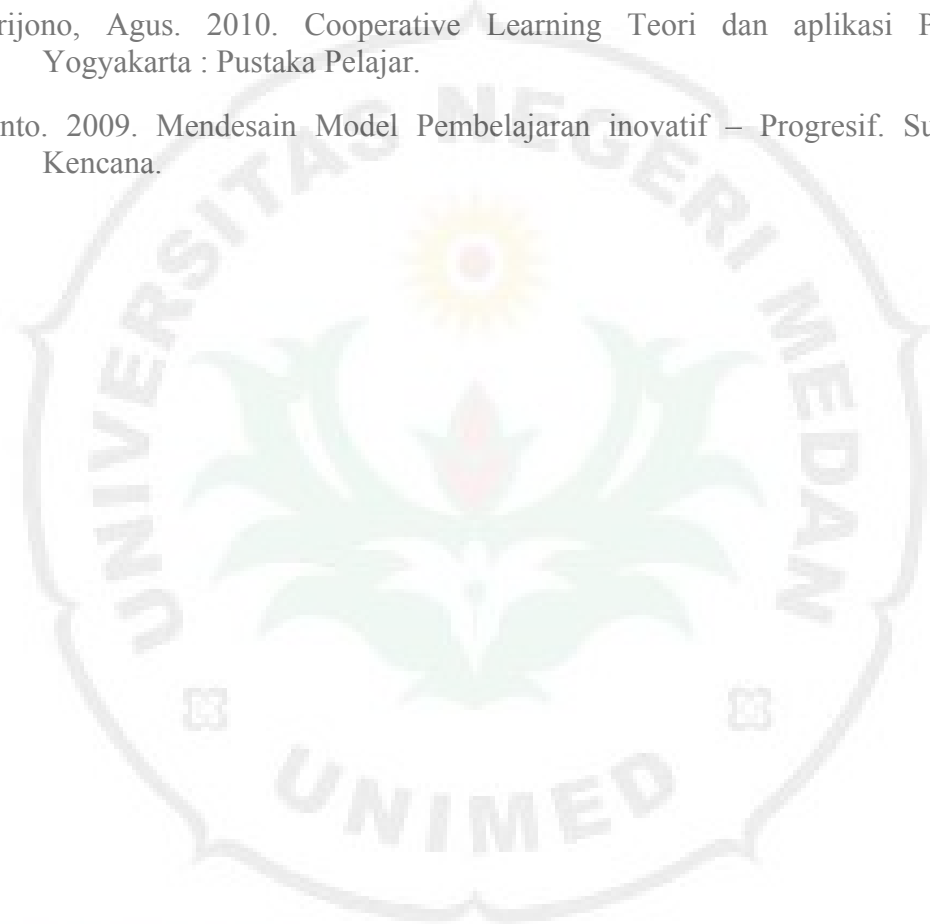 rijono, Agus. 2010. Cooperative Learning Teori dan aplikasi P
Yogyakarta : Pustaka Pelajar.
nto. 2009. Mendesain Model Pembelajaran inovatif – Progresif. Su
Kencana.
UNIVERSITAS NEGERI MEDAN
UNIMED